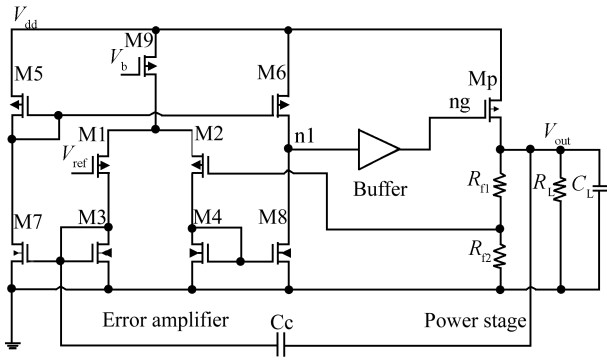 Vdd
M9
M5
Vb
M6
Mp
ng
M1
M2
n1
Vout
Vref
Buffer
Rf1
RL
CL
M7
M3
M4
M8
Rf2
Error amplifier
Cc
Power stage